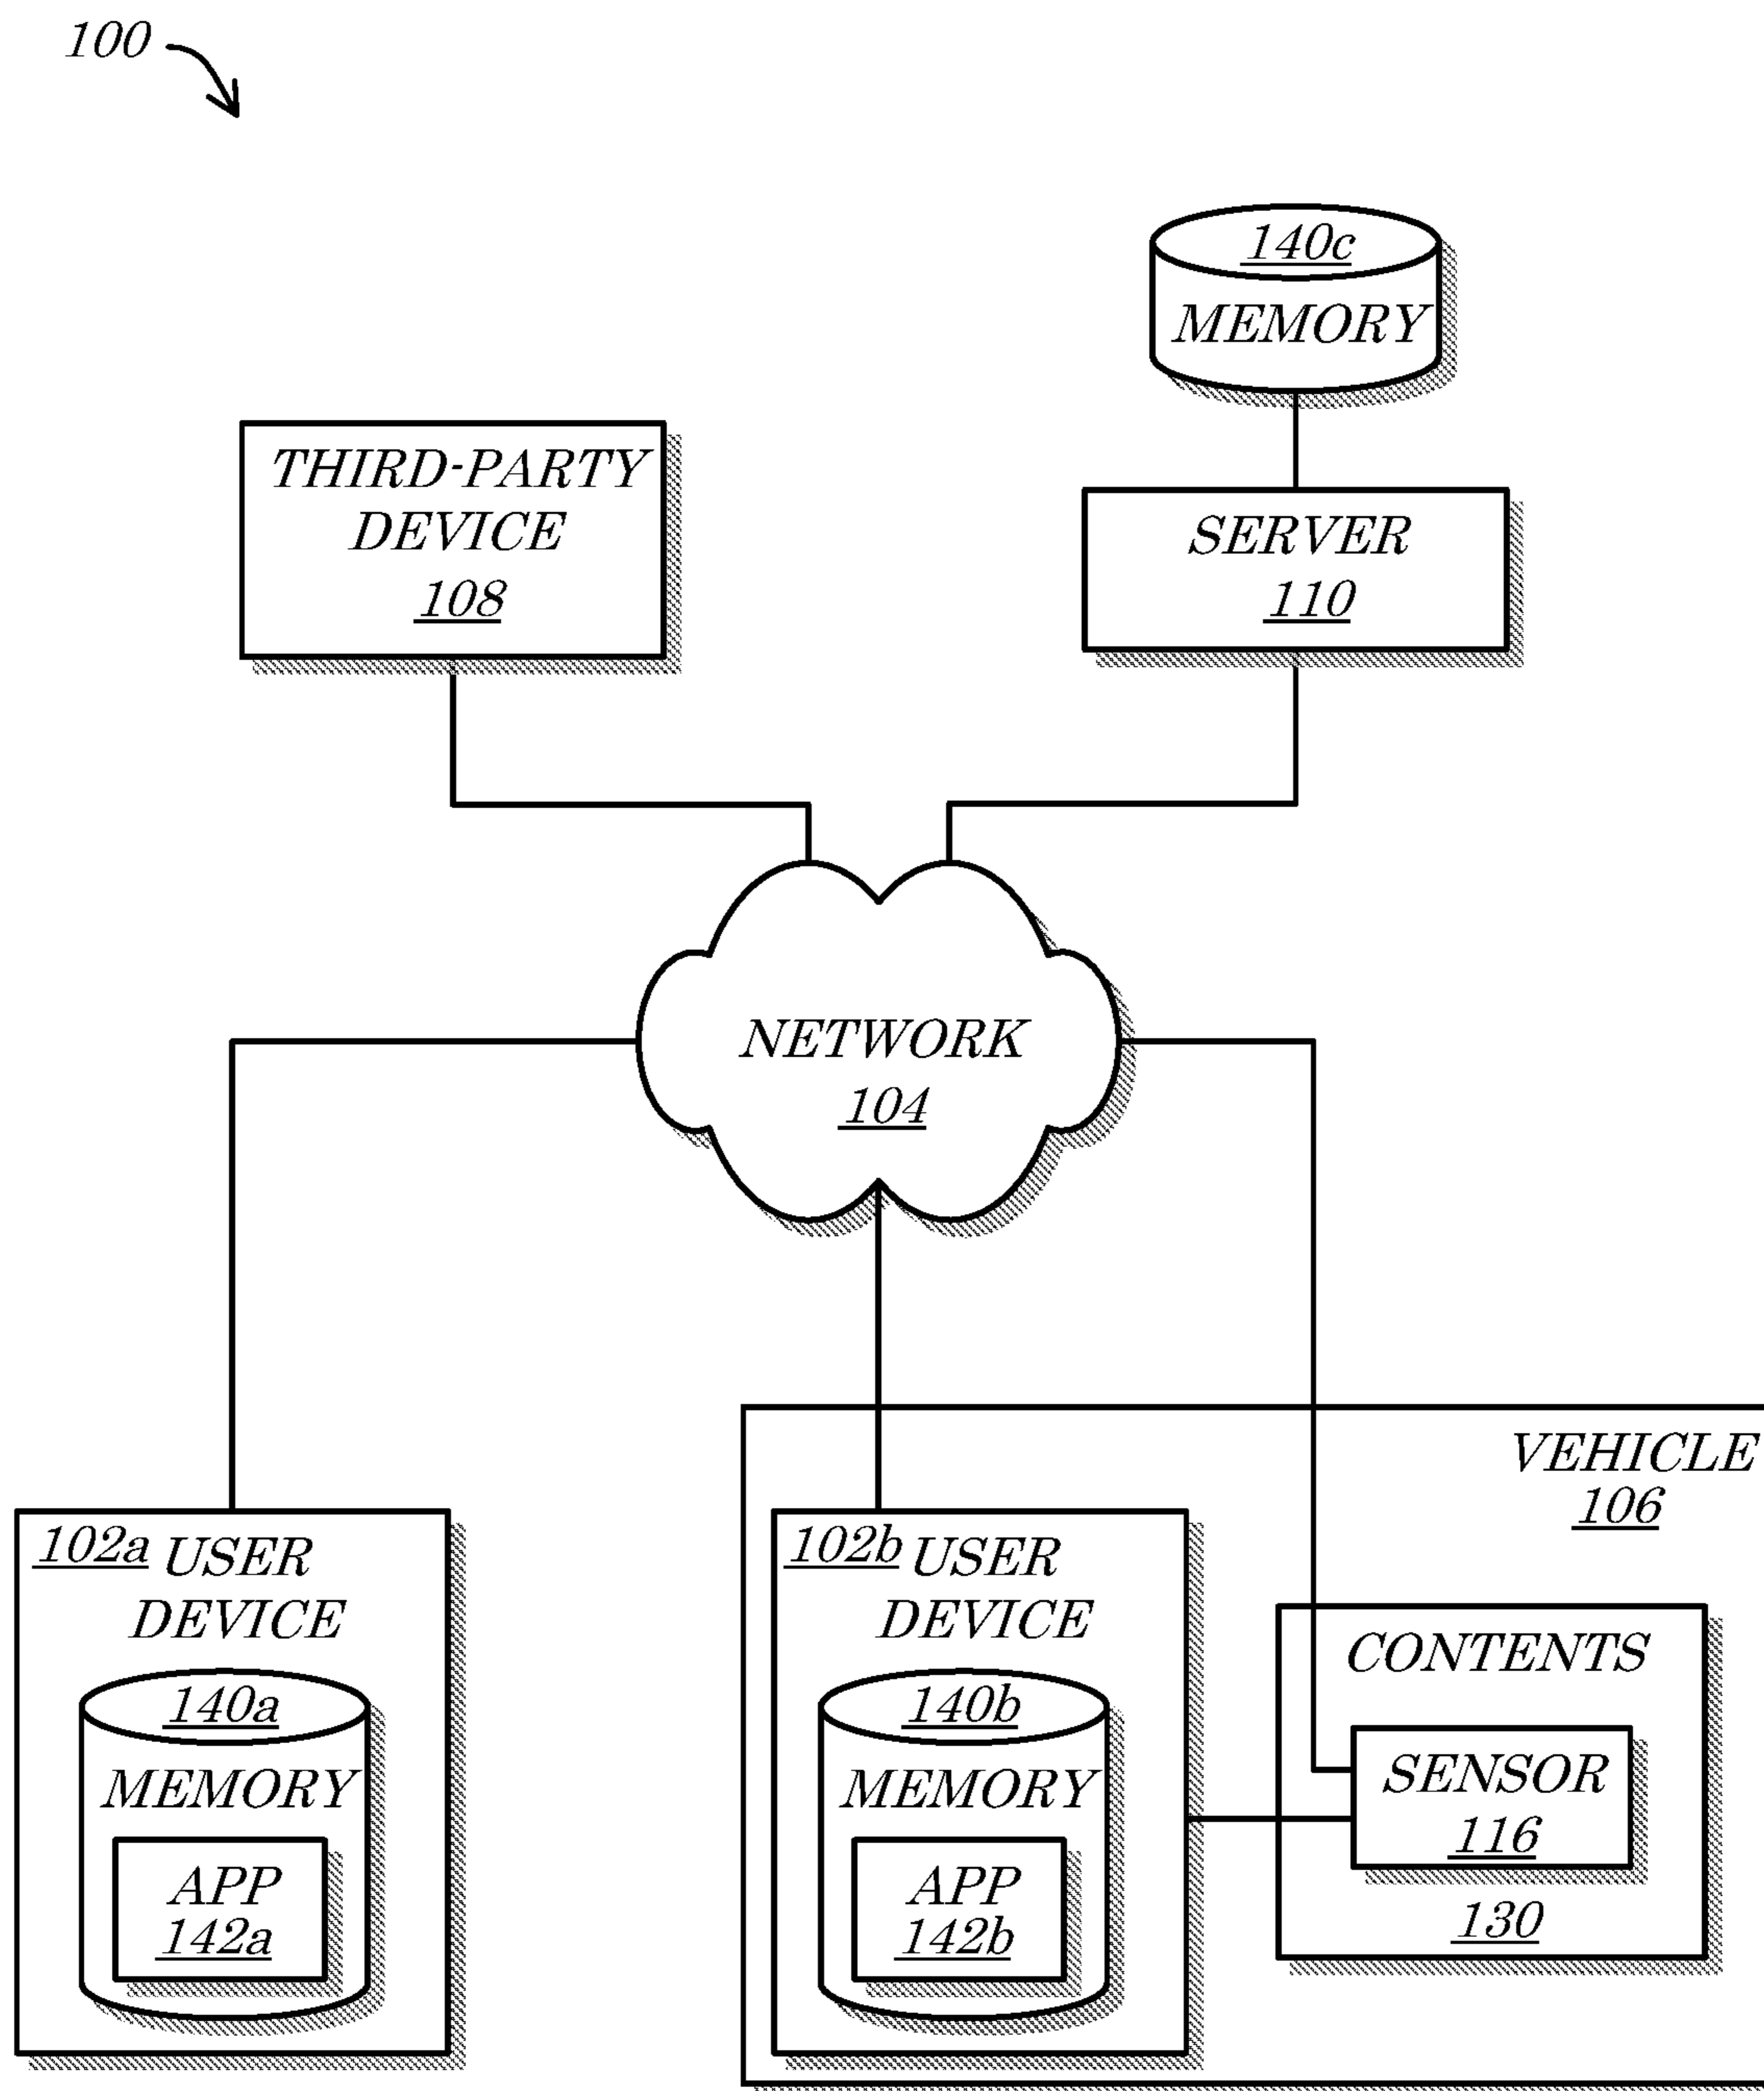 100
140c
MEMORY
THIRD-PARTY
DEVICE
108
SERVER
110
NETWORK
104
VEHICLE
106
102a USER
DEVICE
140a
MEMORY
APP
142a
102b USER
DEVICE
140b
MEMORY
APP
142b
CONTENTS
SENSOR
116
130